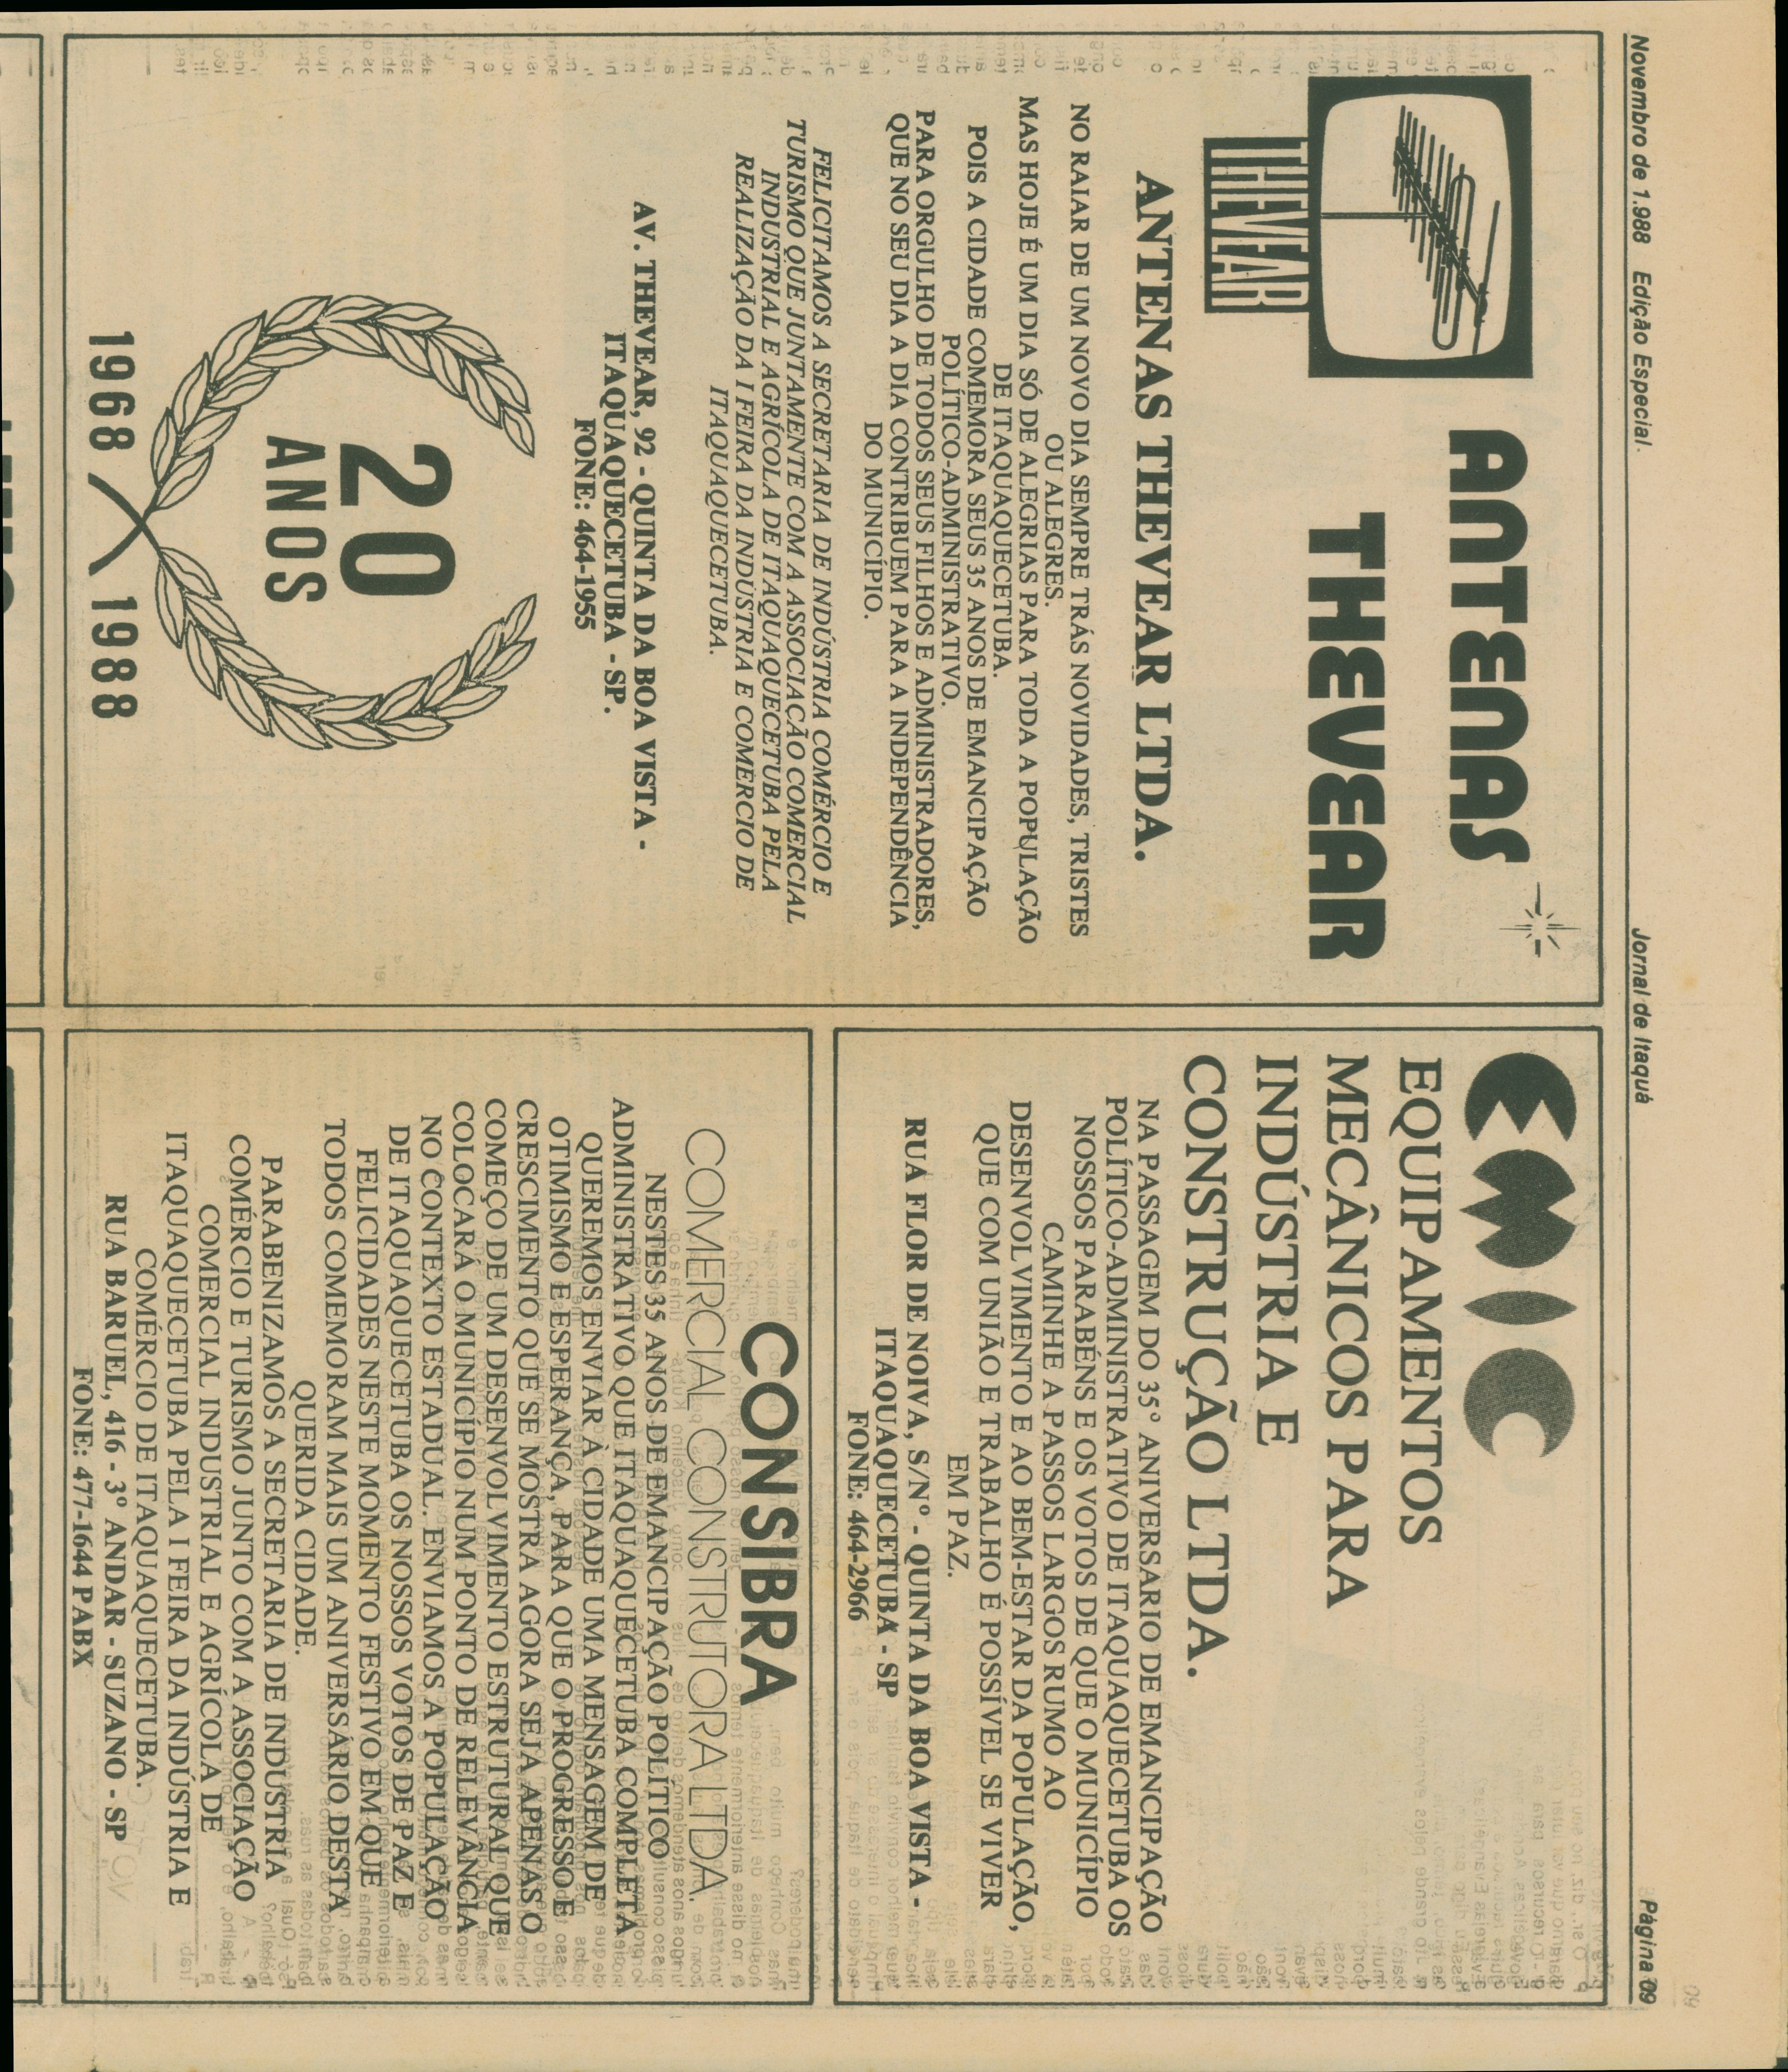 Novembro de 1.988 Edição Especial.
Jornal de Itaquá
Página 09
ANTENAS
THEVEAR
THEVEAR
ANTENAS THEVEAR LTDA.
NO RAIAR DE UM NOVO DIA SEMPRE TRÁS NOVIDADES, TRISTES
OU ALEGRES.
MAS HOJE É UM DIA SÓ DE ALEGRIAS PARA TODA A POPULAÇÃO
DE ITAQUAQUECETUBA.
POIS A CIDADE COMEMORA SEUS 35 ANOS DE EMANCIPAÇÃO
POLÍTICO-ADMINISTRATIVO.
PARA ORGULHO DE TODOS SEUS FILHOS E ADMINISTRADORES,
QUE NO SEU DIA A DIA CONTRIBUEM PARA A INDEPENDÊNCIA
DO MUNICÍPIO.
FELICITAMOS A SECRETARIA DE INDÚSTRIA COMÉRCIO E
TURISMO QUE JUNTAMENTE COM A ASSOCIAÇÃO COMERCIAL
INDUSTRIAL E AGRÍCOLA DE ITAQUAQUECETUBA PELA
REALIZAÇÃO DA I FEIRA DA INDUSTRIA E COMERCIO DE
ITAQUAQUECETUBA.
AV. THEVEAR, 92 - QUINTA DA BOA VISTA -
ITAQUAQUECETUBA - SP.
FONE: 464-1955
20
ANOS
1968 1988
EMIC
EQUIPAMENTOS
MECÂNICOS PARA
INDÚSTRIA E
CONSTRUÇÃO LTDA.
NA PASSAGEM DO 35º ANIVERSARIO DE EMANCIPAÇÃO
POLÍTICO-ADMINISTRATIVO DE ITAQUAQUECETUBA OS
NOSSOS PARABÉNS E OS VOTOS DE QUE O MUNICÍPIO
CAMINHE A PASSOS LARGOS RUMO AO
DESENVOLVIMENTO E AO BEM-ESTAR DA POPULAÇÃO,
QUE COM UNIÃO E TRABALHO É POSSÍVEL SE VIVER
EM PAZ.
RUA FLOR DE NOIVA, S/Nº - QUINTA DA BOA VISTA -
ITAQUAQUECETUBA - SP
FONE: 464-2966
CONSIBRA
COMERCIAL CONSTRUTORA LTDA.
NESTES 35 ANOS DE EMANCIPAÇÃO POLÍTICO
ADMINISTRATIVO QUE ITAQUAQUECETUBA COMPLETA
QUEREMOS ENVIAR À CIDADE UMA MENSAGEM DE
OTIMISMO E ESPERANÇA, PARA QUE O PROGRESSO E
CRESCIMENTO QUE SE MOSTRA AGORA SEJA APENAS O
COMEÇO DE UM DESENVOLVIMENTO ESTRUTURAL QUE
COLOCARÁ O MUNICÍPIO NUM PONTO DE RELEVÂNCIA
NO CONTEXTO ESTADUAL. ENVIAMOS A POPULAÇÃO
DE ITAQUAQUECETUBA OS NOSSOS VOTOS DE PAZ E
FELICIDADES NESTE MOMENTO FESTIVO EM QUE
TODOS COMEMORAM MAIS UM ANIVERSÁRIO DESTA
QUERIDA CIDADE.
PARABENIZAMOS A SECRETARIA DE INDUSTRIA
COMÉRCIO E TURISMO JUNTO COM A ASSOCIAÇÃO
COMERCIAL INDUSTRIAL E AGRÍCOLA DE
ITAQUAQUECETUBA PELA I FEIRA DA INDÚSTRIA E
COMÉRCIO DE ITAQUAQUECETUBA.
RUA BARUEL, 416 - 3º ANDAR - SUZANO - SP
FONE: 477-1644 PABX